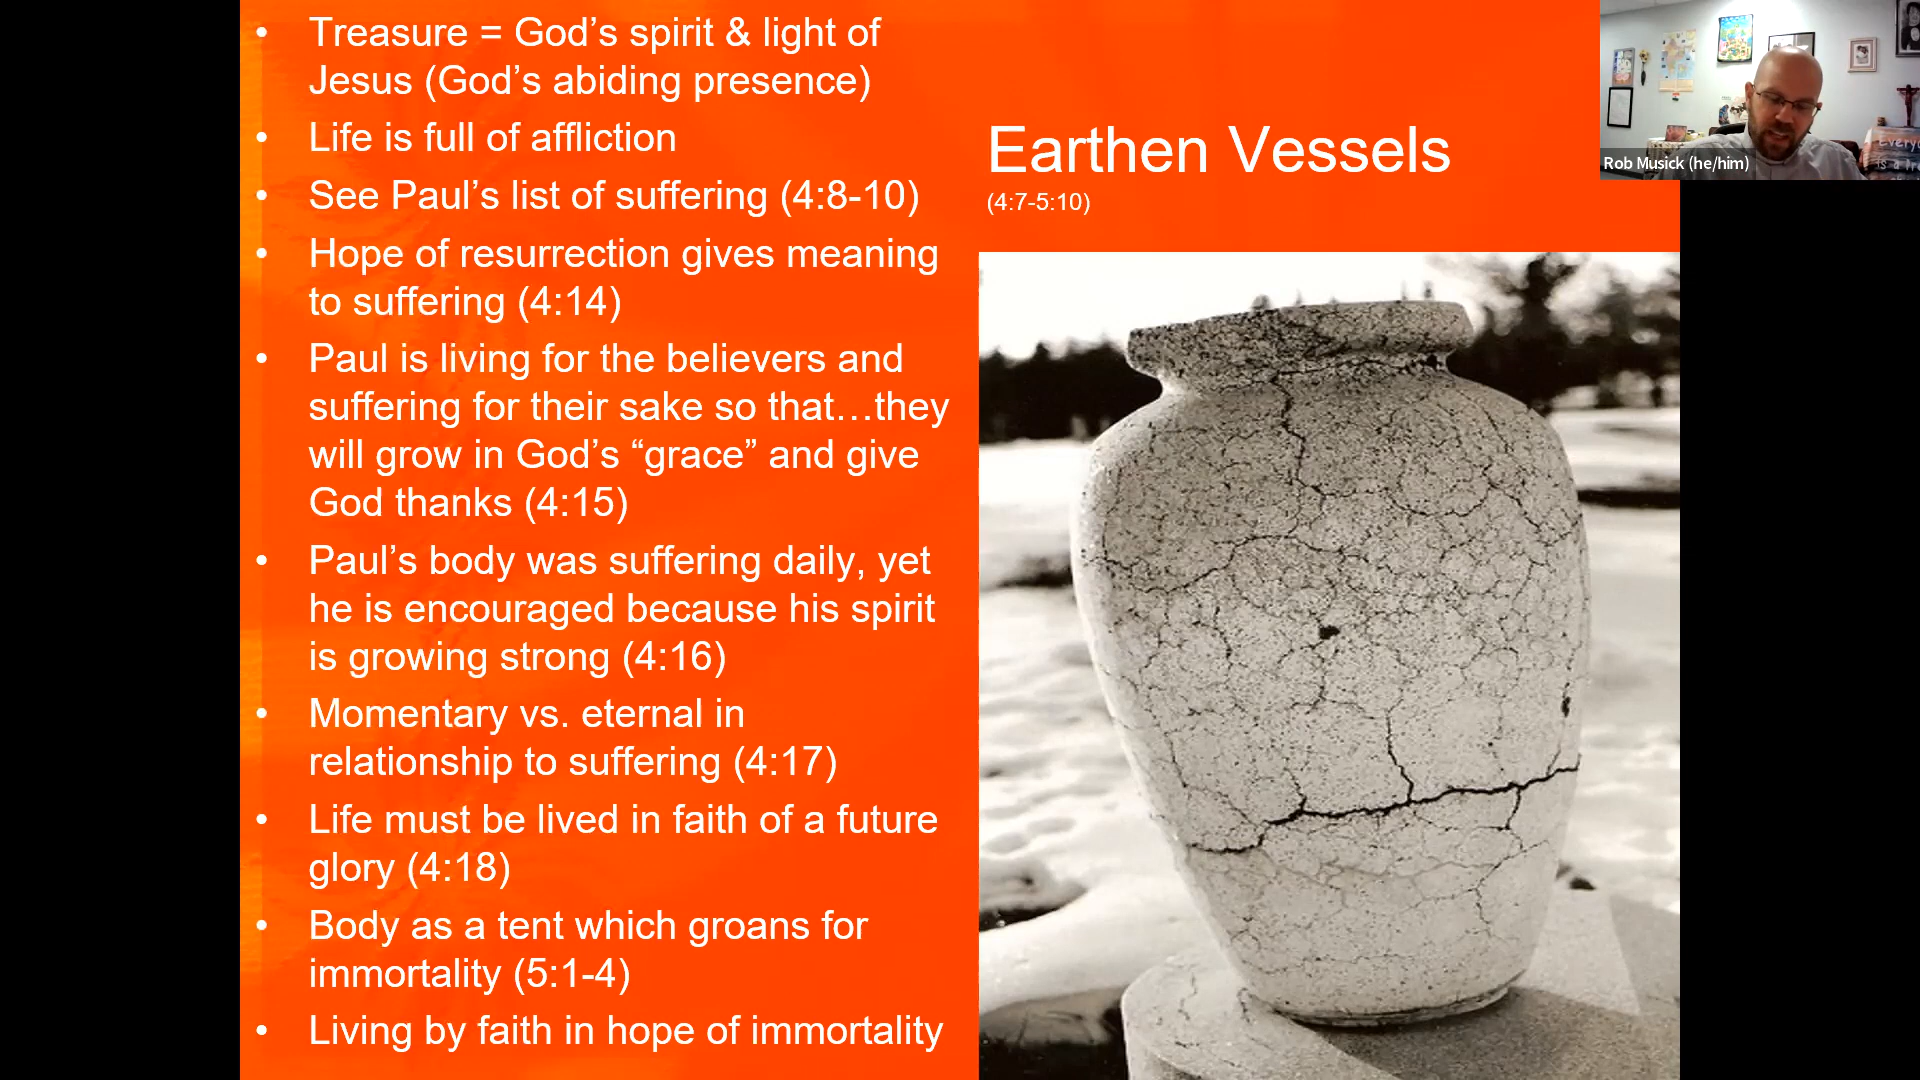 • Treasure = God’s spirit & light of
Jesus (God’s abiding presence)
• Life is full of affliction
• See Paul’s list of suffering (4:8-10)
• Hope of resurrection gives meaning
to suffering (4:14)
• Paul is living for the believers and
suffering for their sake so that…they
will grow in God’s “grace” and give
God thanks (4:15)
• Paul’s body was suffering daily, yet
he is encouraged because his spirit
is growing strong (4:16)
• Momentary vs. eternal in
relationship to suffering (4:17)
• Life must be lived in faith of a future
glory (4:18)
• Body as a tent which groans for
immortality (5:1-4)
• Living by faith in hope of immortality
Earthen Vessels
(4:7-5:10)
Rob Musick (he/him)
is a